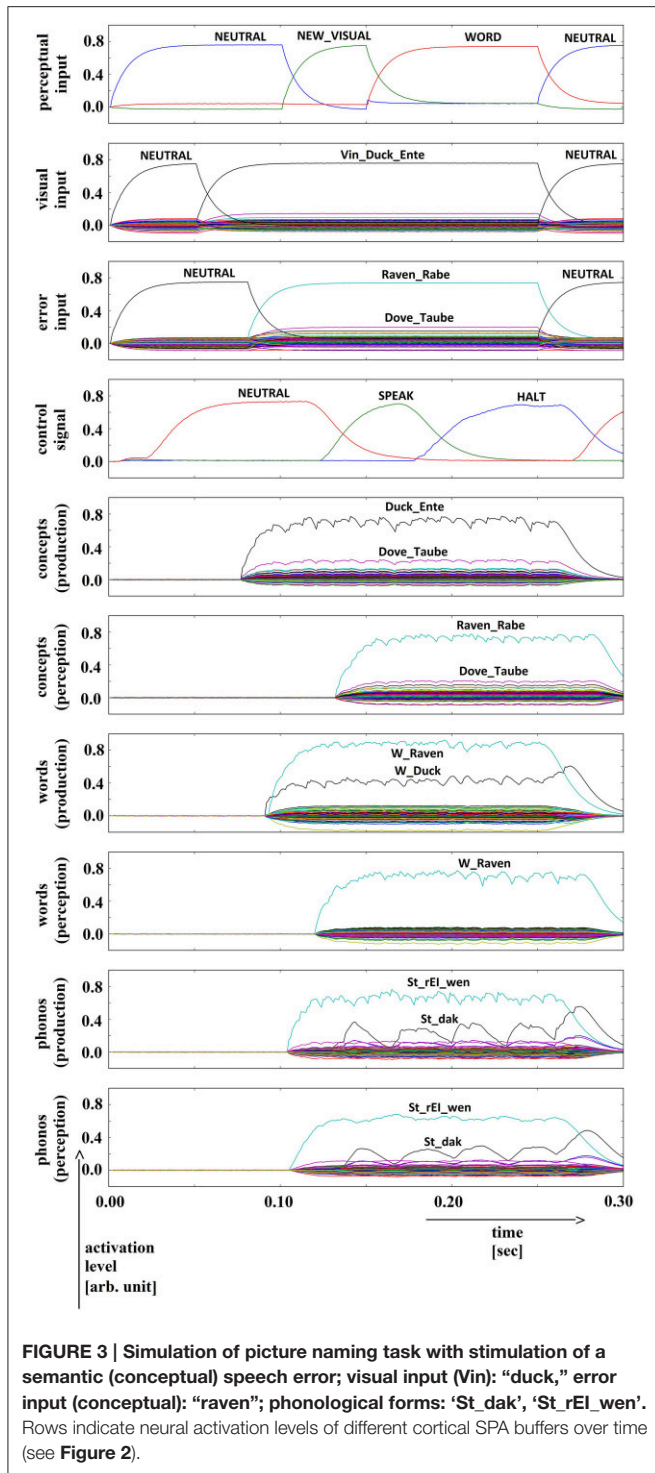 NEUTRAL NEW_VISUAL WORD NEUTRAL
0.8
0.4
0.0
perceptual
input
NEUTRAL Vin_Duck_Ente NEUTRAL
0.8
0.4
0.0
visual
input
NEUTRAL Raven_Rabe NEUTRAL
0.8
0.4
0.0
Dove_Taube
error
input
NEUTRAL SPEAK HALT
0.8
0.4
0.0
control
signal
Duck_Ente
0.8
0.4
0.0
Dove_Taube
concepts
(production)
Raven_Rabe
0.8
0.4
0.0
Dove_Taube
concepts
(perception)
W_Raven
W_Duck
0.8
0.4
0.0
words
(production)
W_Raven
0.8
0.4
0.0
words
(perception)
St_rEI_wen
St_dak
0.8
0.4
0.0
phonos
(production)
St_rEI_wen
St_dak
0.8
0.4
0.0
phonos
(perception)
0.00 0.10 0.20 0.30
time
[sec]
activation
level
[arb. unit]
FIGURE 3 | Simulation of picture naming task with stimulation of a
semantic (conceptual) speech error; visual input (Vin): “duck,” error
input (conceptual): “raven”; phonological forms: ‘St_dak’, ‘St_rEI_wen’.
Rows indicate neural activation levels of different cortical SPA buffers over time
(see Figure 2).